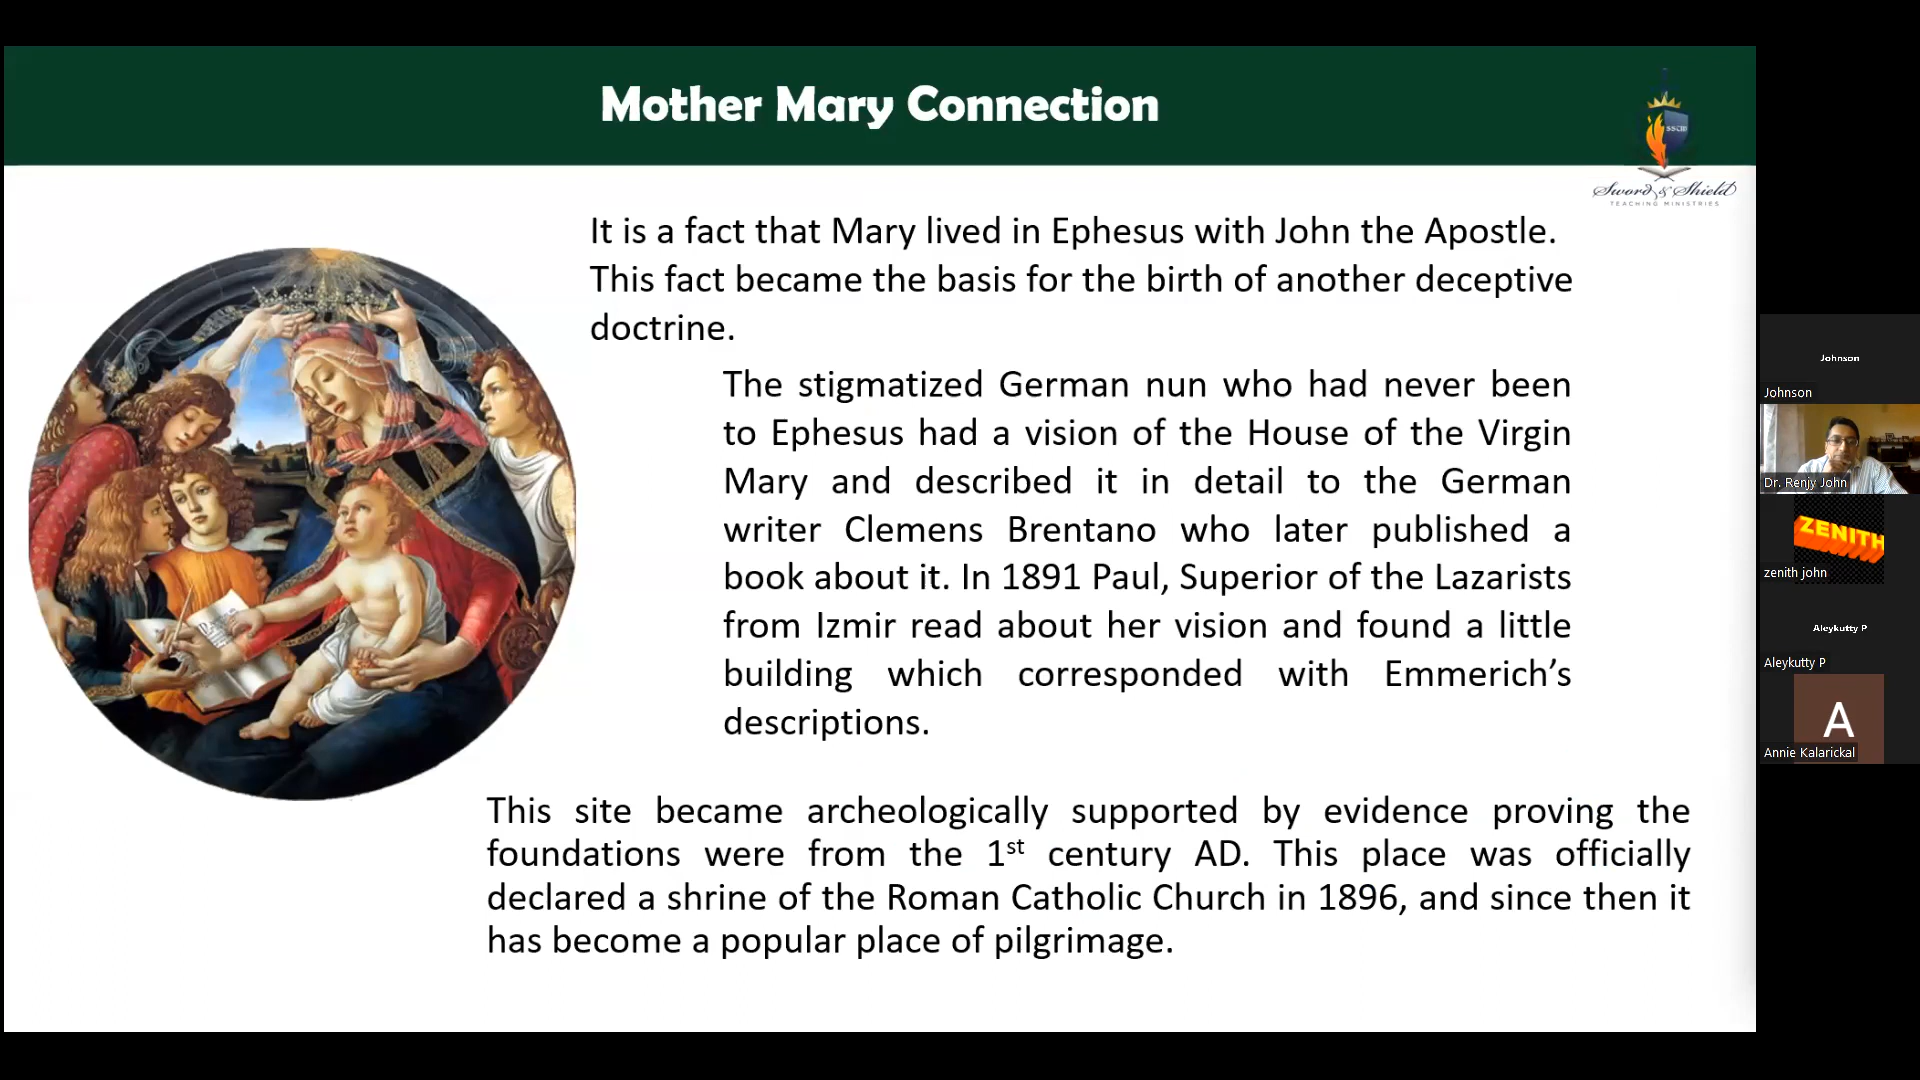 Mother Mary Connection
SSTM
Sword & Shield
TEACHING MINISTRIES
It is a fact that Mary lived in Ephesus with John the Apostle.
This fact became the basis for the birth of another deceptive
doctrine.
The stigmatized German nun who had never been
to Ephesus had a vision of the House of the Virgin
Mary and described it in detail to the German
writer Clemens Brentano who later published a
book about it. In 1891 Paul, Superior of the Lazarists
from Izmir read about her vision and found a little
building which corresponded with Emmerich’s
descriptions.
This site became archeologically supported by evidence proving the
foundations were from the 1st century AD. This place was officially
declared a shrine of the Roman Catholic Church in 1896, and since then it
has become a popular place of pilgrimage.
Johnson
Johnson
Dr. Renjy John
ZENITH
zenith john
Aleykutty P
Aleykutty P
A
Annie Kalarickal